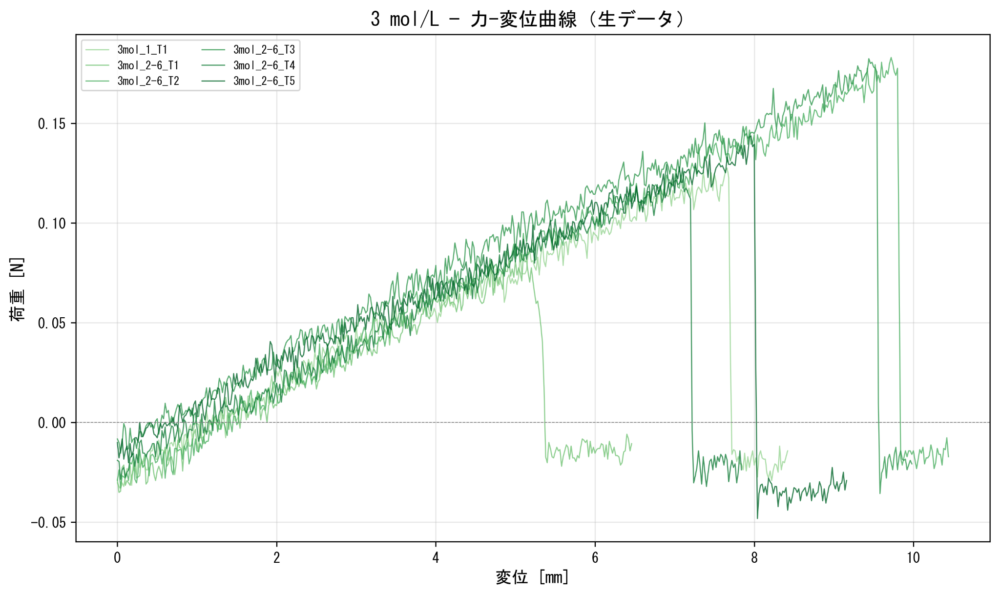 3 mol/L - 力-変位曲線（生データ）
3mol_1_T1
3mol_2-6_T1
3mol_2-6_T2
3mol_2-6_T3
3mol_2-6_T4
3mol_2-6_T5
荷重 [N]
0.15
0.10
0.05
0.00
-0.05
0 2 4 6 8 10
変位 [mm]